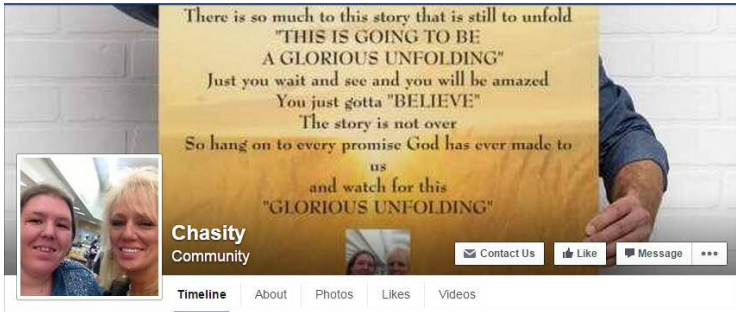 There is so much to this story that is still to unfold
"THIS IS GOING TO BE
A GLORIOUS UNFOLDING"
Just you wait and see and you will be amazed
You just gotta "BELIEVE"
The story is not over
So hang on to every promise God has ever made to
us
and watch for this
"GLORIOUS UNFOLDING"
Chasity
Community
Contact Us
Like
Message
Timeline
About
Photos
Likes
Videos